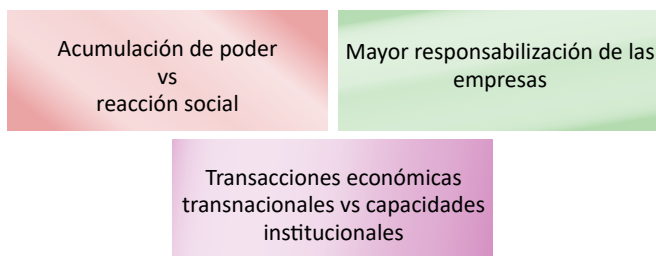 Acumulación de poder
vs
reacción social
Mayor responsabilización de las
empresas
Transacciones económicas
transnacionales vs capacidades
institucionales